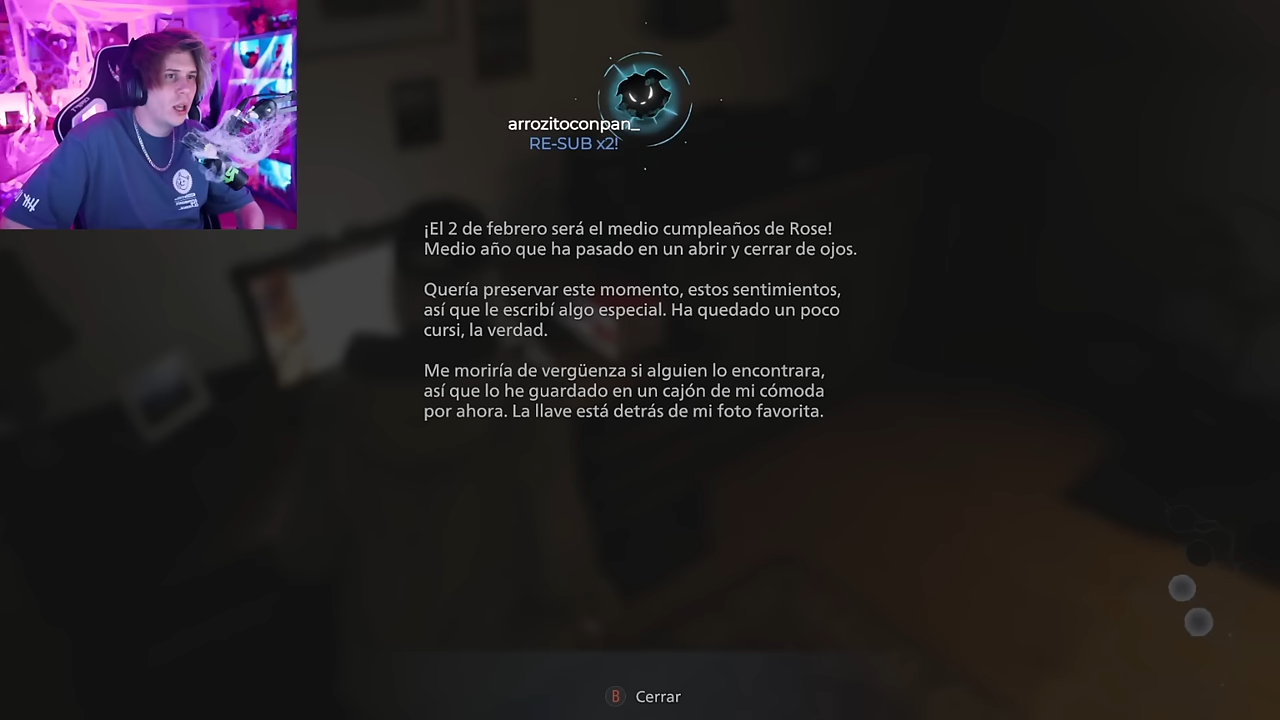 arrozitoconpan_
RE-SUB x2!
¡El 2 de febrero será el medio cumpleaños de Rose!
Medio año que ha pasado en un abrir y cerrar de ojos.
Quería preservar este momento, estos sentimientos,
así que le escribí algo especial. Ha quedado un poco
cursi, la verdad.
Me moriría de vergüenza si alguien lo encontrara,
así que lo he guardado en un cajón de mi cómoda
por ahora. La llave está detrás de mi foto favorita.
B Cerrar